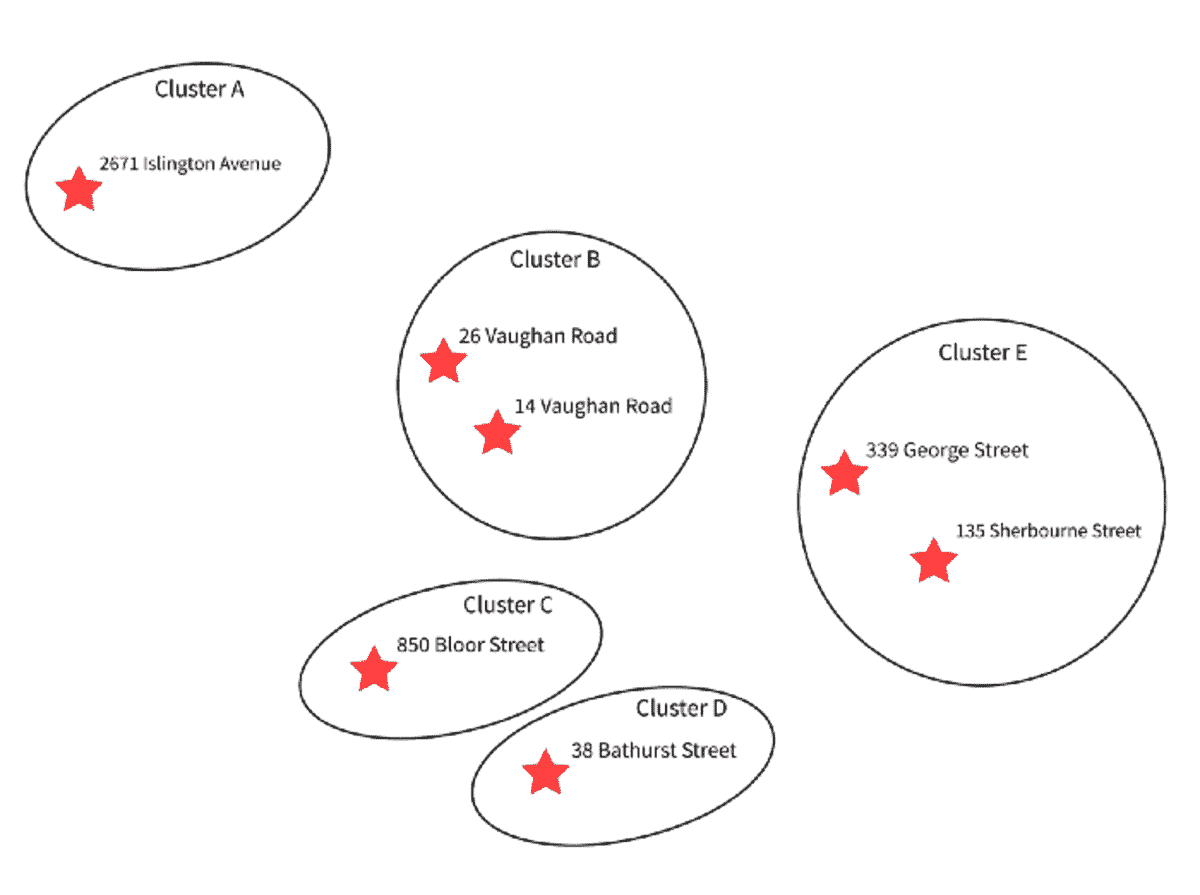 Cluster A
2671 Islington Avenue
Cluster B
26 Vaughan Road
14 Vaughan Road
Cluster E
339 George Street
135 Sherbourne Street
Cluster C
850 Bloor Street
Cluster D
38 Bathurst Street